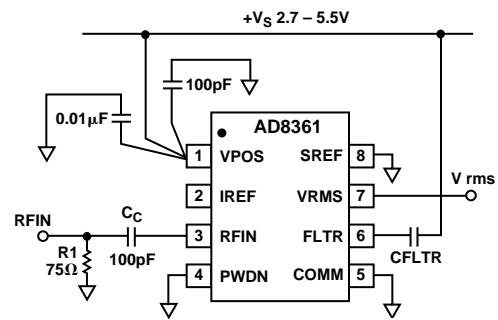 +VS 2.7 – 5.5V
100pF
0.01μF
AD8361
1 VPOS SREF 8
2 IREF VRMS 7
V rms
RFIN
CC
3 RFIN FLTR 6
R1
75Ω
100pF
CFLTR
4 PWDN COMM 5